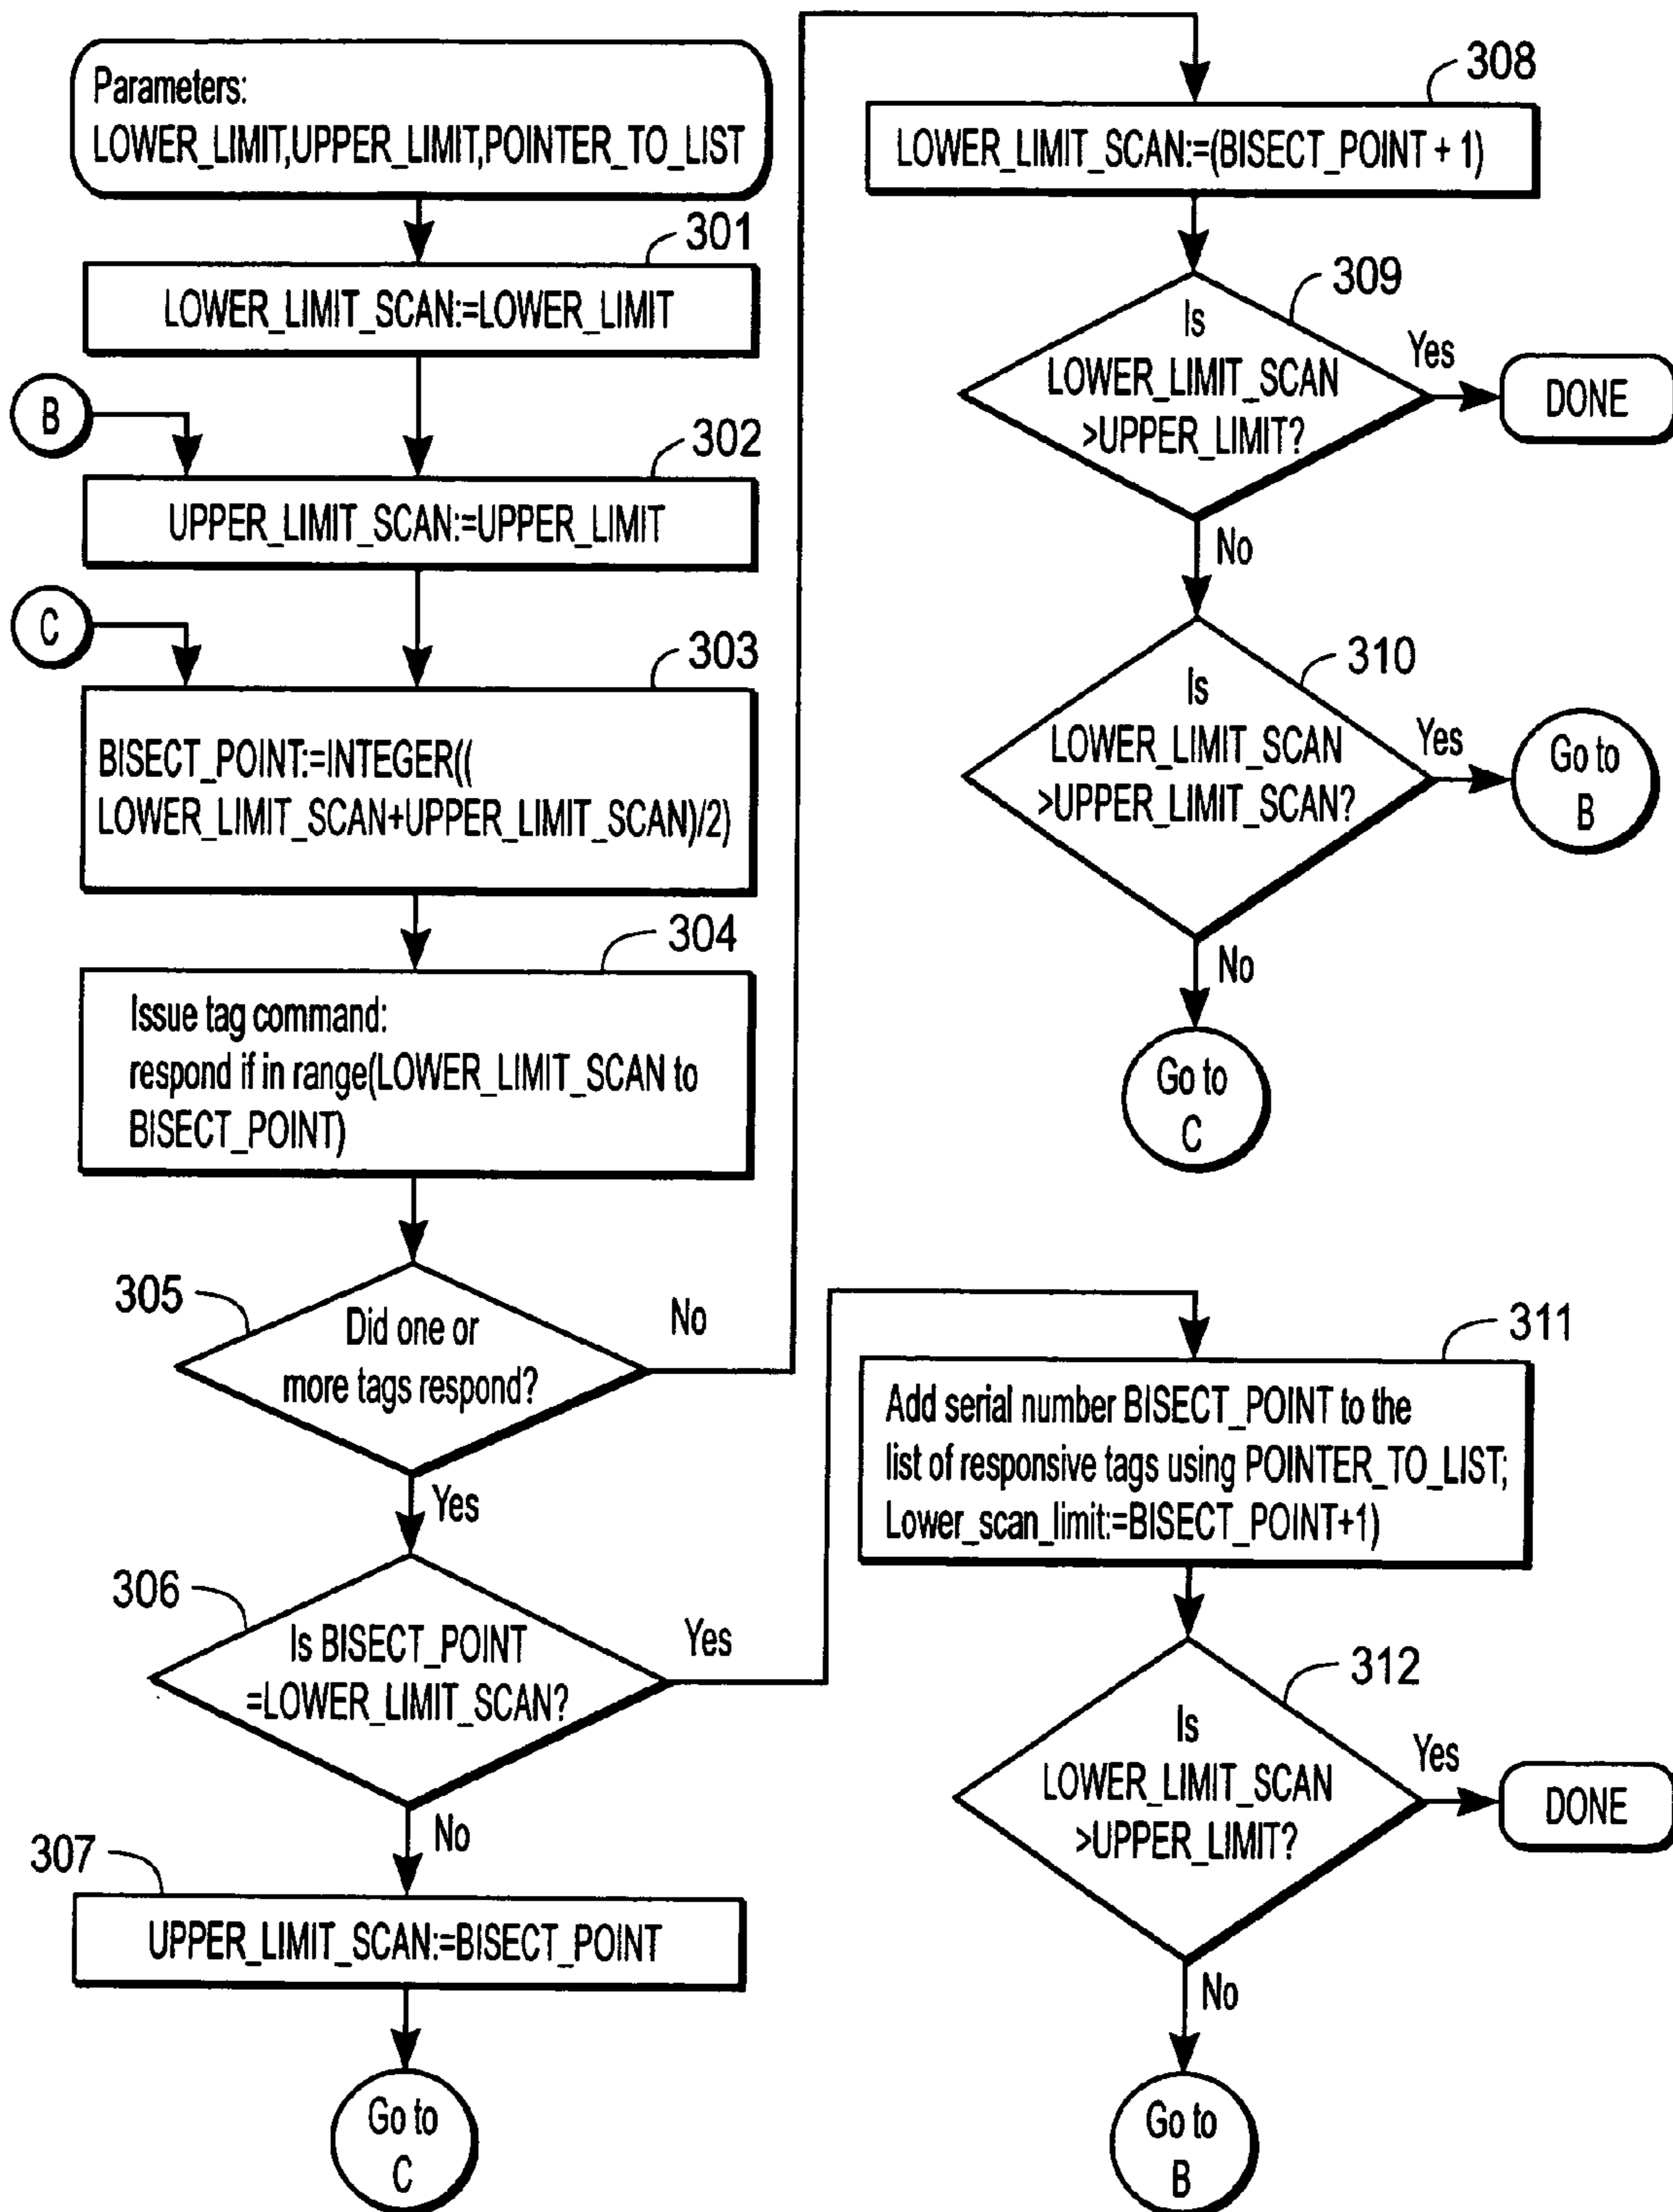 Parameters:
LOWER_LIMIT,UPPER_LIMIT,POINTER_TO_LIST
301
LOWER_LIMIT_SCAN:=LOWER_LIMIT
B
302
UPPER_LIMIT_SCAN:=UPPER_LIMIT
C
303
BISECT_POINT:=INTEGER((
LOWER_LIMIT_SCAN+UPPER_LIMIT_SCAN)/2)
304
Issue tag command:
respond if in range(LOWER_LIMIT_SCAN to
BISECT_POINT)
305
Did one or
more tags respond?
No
Yes
306
Is BISECT_POINT
=LOWER_LIMIT_SCAN?
Yes
No
307
UPPER_LIMIT_SCAN:=BISECT_POINT
Go to
C
308
LOWER_LIMIT_SCAN:=(BISECT_POINT + 1)
309
Is
LOWER_LIMIT_SCAN
>UPPER_LIMIT?
Yes
DONE
No
310
Is
LOWER_LIMIT_SCAN
>UPPER_LIMIT_SCAN?
Yes
Go to
B
No
Go to
C
311
Add serial number BISECT_POINT to the
list of responsive tags using POINTER_TO_LIST;
Lower_scan_limit:=BISECT_POINT+1)
312
Is
LOWER_LIMIT_SCAN
>UPPER_LIMIT?
Yes
DONE
No
Go to
B